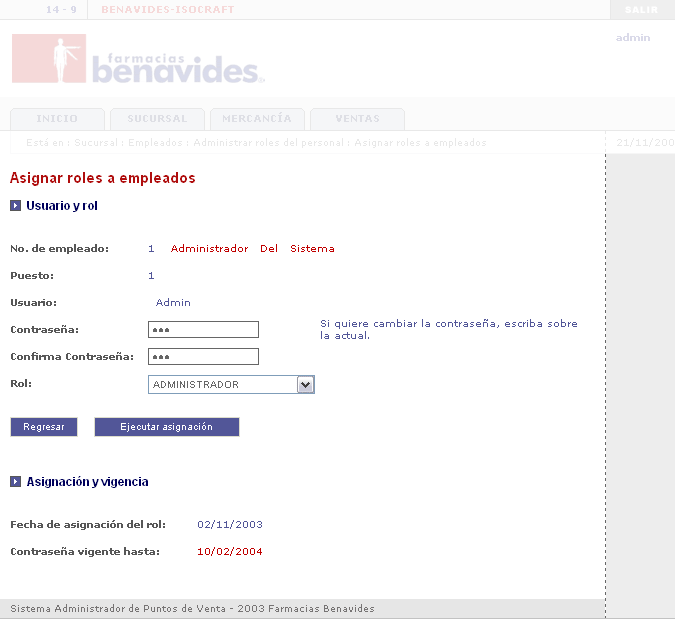 14 - 9 BENAVIDES-ISOCRAFT SALIR
admin
farmacias
benavides
INICIO SUCURSAL MERCANCÍA VENTAS
Está en : Sucursal : Empleados : Administrar roles del personal : Asignar roles a empleados 21/11/200
Asignar roles a empleados
Usuario y rol
No. de empleado: 1 Administrador Del Sistema
Puesto: 1
Usuario: Admin
Contraseña: ••• Si quiere cambiar la contraseña, escriba sobre
la actual.
Confirma Contraseña: •••
Rol: ADMINISTRADOR
Regresar Ejecutar asignación
Asignación y vigencia
Fecha de asignación del rol: 02/11/2003
Contraseña vigente hasta: 10/02/2004
Sistema Administrador de Puntos de Venta - 2003 Farmacias Benavides